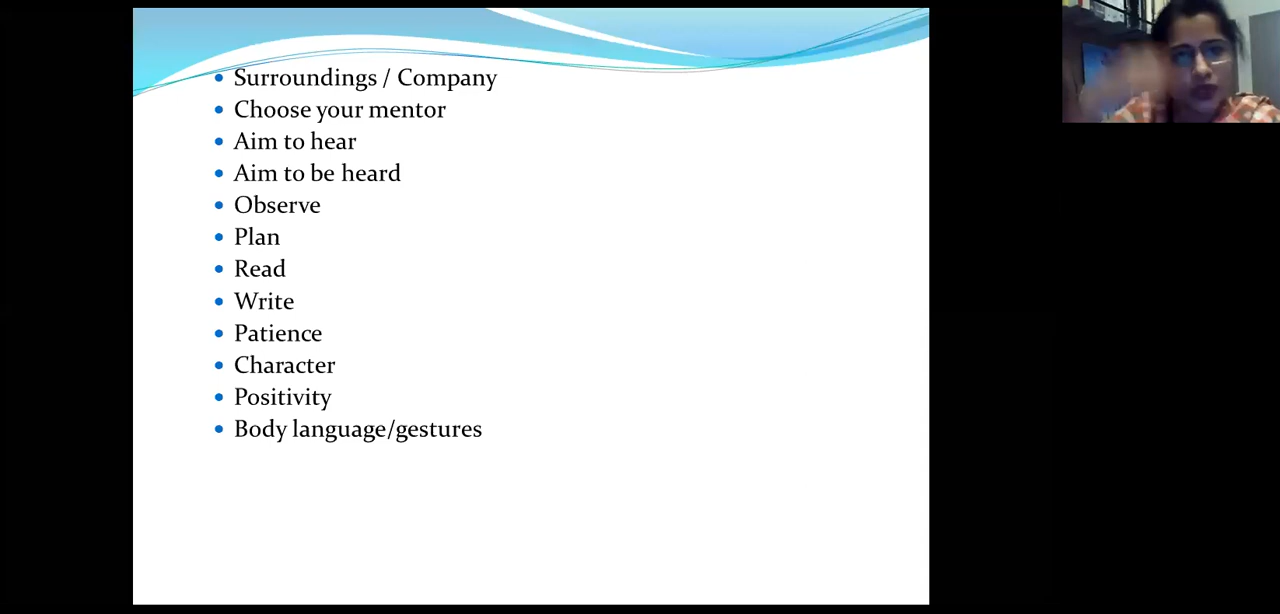 Surroundings / Company
Choose your mentor
Aim to hear
Aim to be heard
Observe
Plan
Read
Write
Patience
Character
Positivity
Body language/gestures